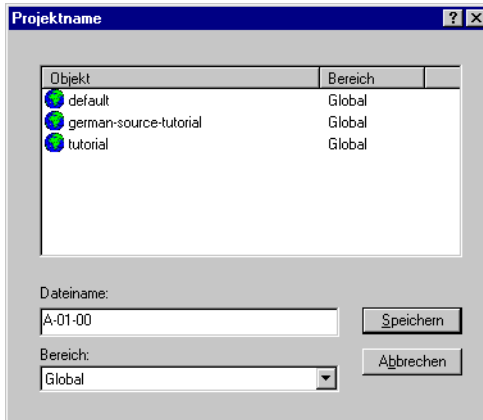 Projektname
Objekt Bereich
default Global
german-source-tutorial Global
tutorial Global
Dateiname:
A-01-00 Speichern
Bereich:
Global Abbrechen